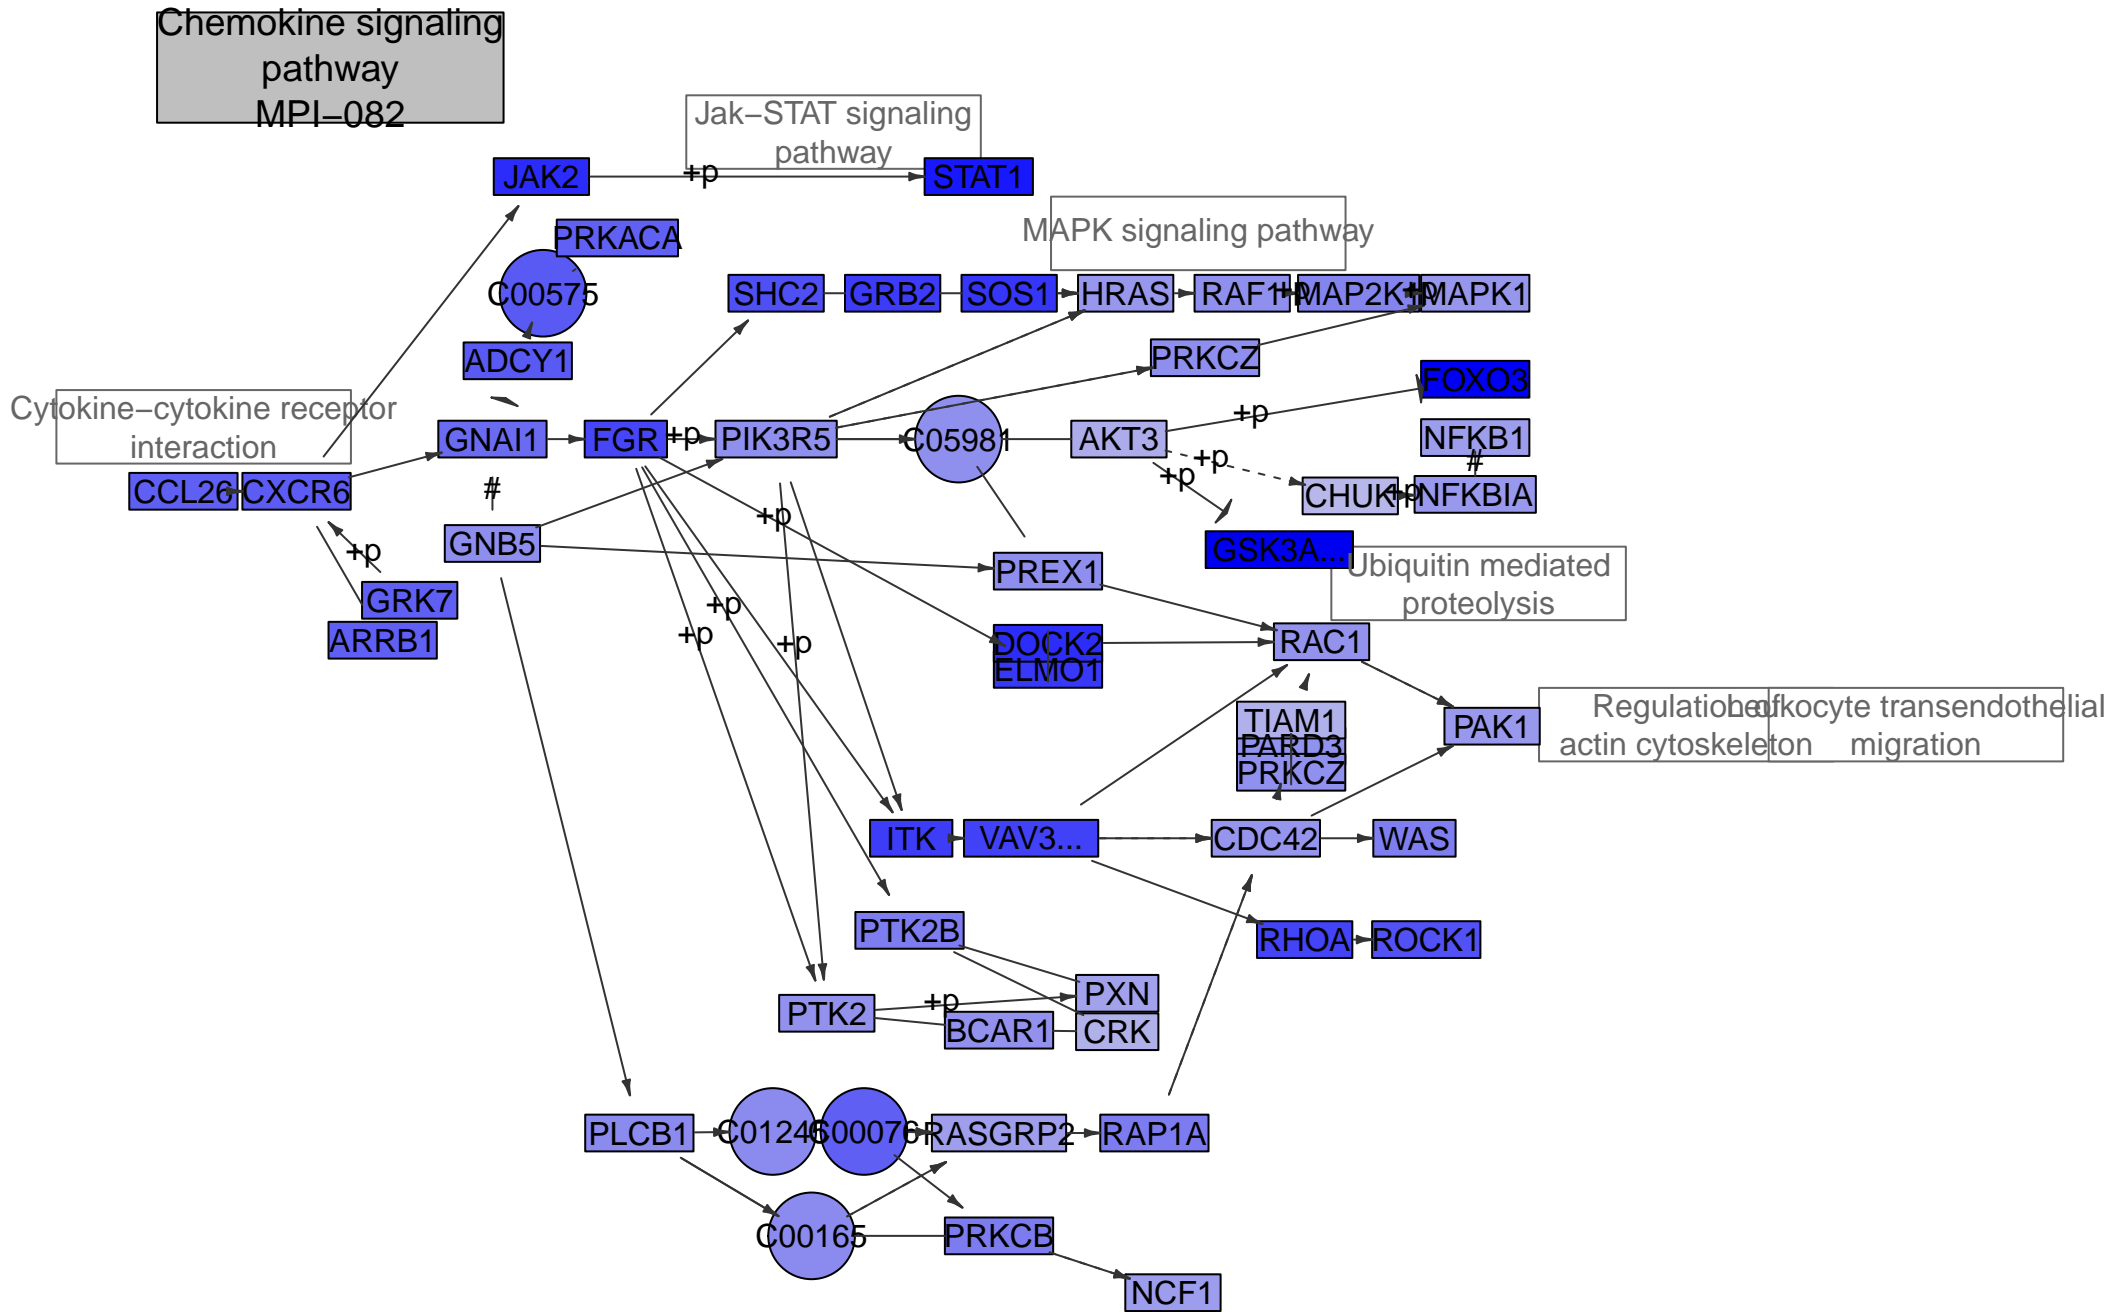 Chemokine signaling
pathway
MPI−082
Jak−STAT signaling
pathway
JAK2
+p
STAT1
PRKACA
MAPK signaling pathway
C00575
SHC2
GRB2
SOS1
HRAS
RAF1
+p
MAP2K1
+p
MAPK1
ADCY1
PRKCZ
FOXO3
Cytokine−cytokine receptor
interaction
GNAI1
FGR
+p
PIK3R5
C05981
AKT3
+p
NFKB1
#
+p
+p
CCL26
CXCR6
#
CHUK
+p
NFKBIA
+p
GNB5
+p
GSK3A...
PREX1
Ubiquitin mediated
proteolysis
GRK7
+p
ARRB1
+p
+p
DOCK2
ELMO1
RAC1
TIAM1
PARD3
PRKCZ
PAK1
Regulation of
actin cytoskeleton
Leukocyte transendothelial
migration
ITK
VAV3...
CDC42
WAS
PTK2B
RHOA
ROCK1
PTK2
+p
PXN
BCAR1
CRK
PLCB1
C01245
C00076
RASGRP2
RAP1A
C00165
PRKCB
NCF1